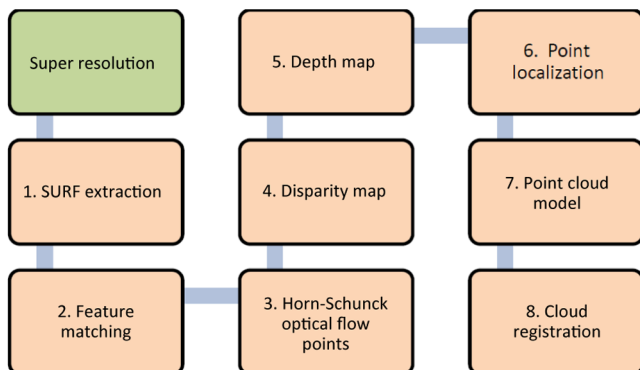 Super resolution
1. SURF extraction
2. Feature
matching
3. Horn-Schunck
optical flow
points
4. Disparity map
5. Depth map
6. Point
localization
7. Point cloud
model
8. Cloud
registration